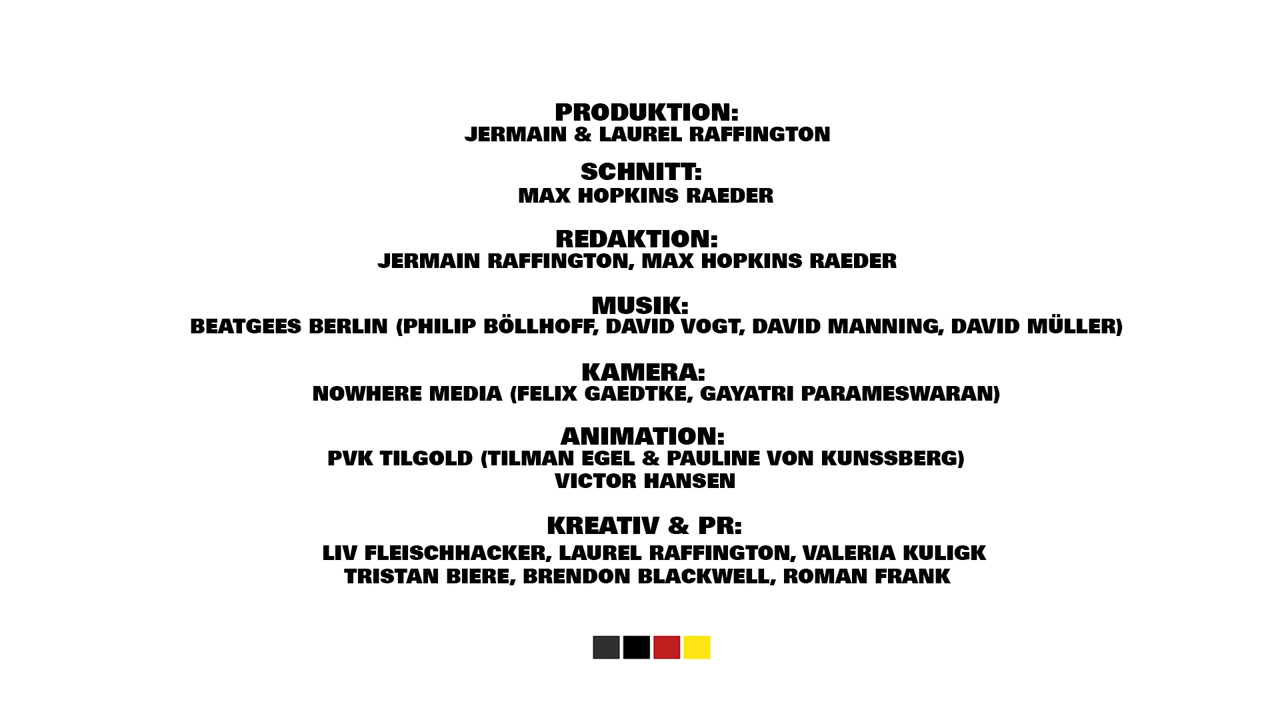 PRODUKTION:
JERMAIN & LAUREL RAFFINGTON
SCHNITT:
MAX HOPKINS RAEDER
REDAKTION:
JERMAIN RAFFINGTON, MAX HOPKINS RAEDER
MUSIK:
BEATGEES BERLIN (PHILIP BÖLLHOFF, DAVID VOGT, DAVID MANNING, DAVID MÜLLER)
KAMERA:
NOWHERE MEDIA (FELIX GAEDTKE, GAYATRI PARAMESWARAN)
ANIMATION:
PVK TILGOLD (TILMAN EGEL & PAULINE VON KUNSSBERG)
VICTOR HANSEN
KREATIV & PR:
LIV FLEISCHHACKER, LAUREL RAFFINGTON, VALERIA KULIGK
TRISTAN BIERE, BRENDON BLACKWELL, ROMAN FRANK